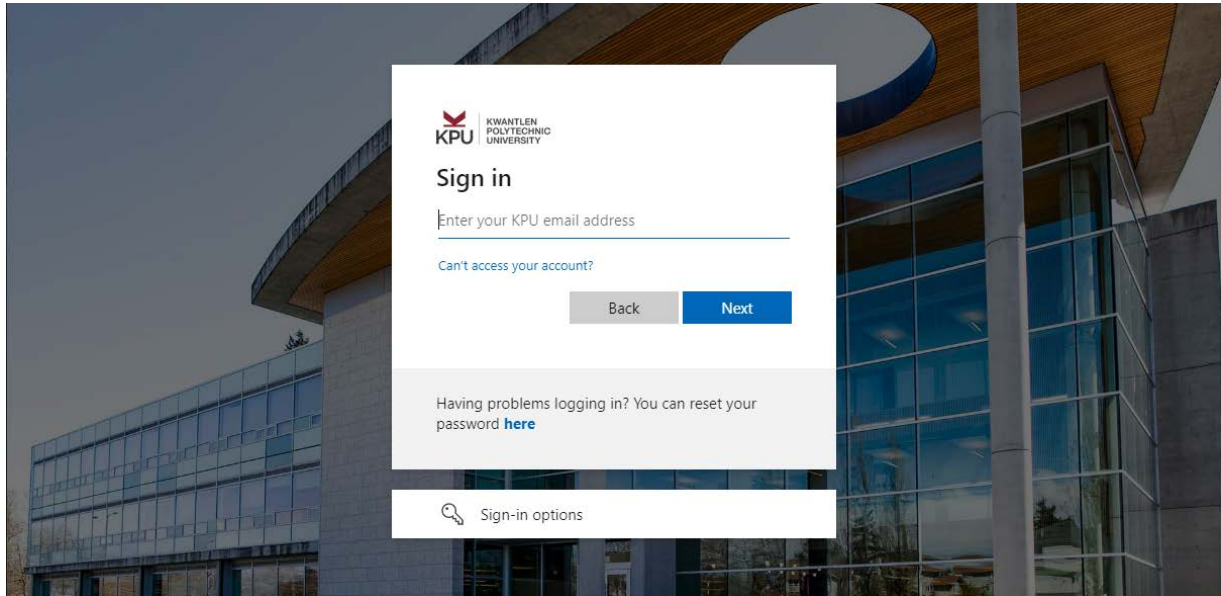 KPU
KWANTLEN
POLYTECHNIC
UNIVERSITY
Sign in
Enter your KPU email address
Can't access your account?
Back
Next
Having problems logging in? You can reset your
password here
Sign-in options